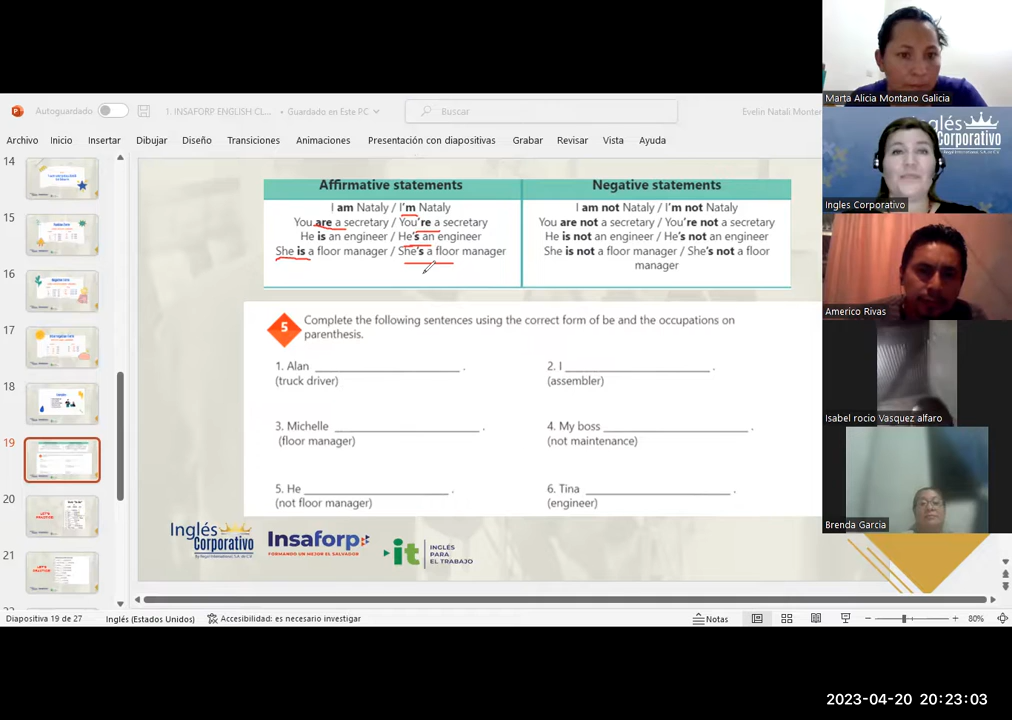 Autoguardado
1. INSAFORP ENGLISH CL... • Guardado en Este PC
Buscar
Evelin Natali Monter
Archivo Inicio Insertar Dibujar Diseño Transiciones Animaciones Presentación con diapositivas Grabar Revisar Vista Ayuda
14
15
16
17
18
19
20
21
Affirmative statements
I am Nataly / I'm Nataly
You are a secretary / You're a secretary
He is an engineer / He's an engineer
She is a floor manager / She's a floor manager
Negative statements
I am not Nataly / I'm not Nataly
You are not a secretary / You're not a secretary
He is not an engineer / He's not an engineer
She is not a floor manager / She's not a floor
manager
5 Complete the following sentences using the correct form of be and the occupations on
parenthesis.
1. Alan ____________________ .
(truck driver)
2. I ____________________ .
(assembler)
3. Michelle ____________________ .
(floor manager)
4. My boss ____________________ .
(not maintenance)
5. He ____________________ .
(not floor manager)
6. Tina ____________________ .
(engineer)
Inglés
Corporativo
Insaforp
FORMANDO UN MEJOR EL SALVADOR
it
INGLÉS
PARA
EL TRABAJO
Diapositiva 19 de 27 Inglés (Estados Unidos) Accesibilidad: es necesario investigar
Notas
80%
Marta Alicia Montano Galicia
Inglés
Corporativo
Ingles Corporativo
Americo Rivas
Isabel rocio Vasquez alfaro
Brenda Garcia
2023-04-20 20:23:03